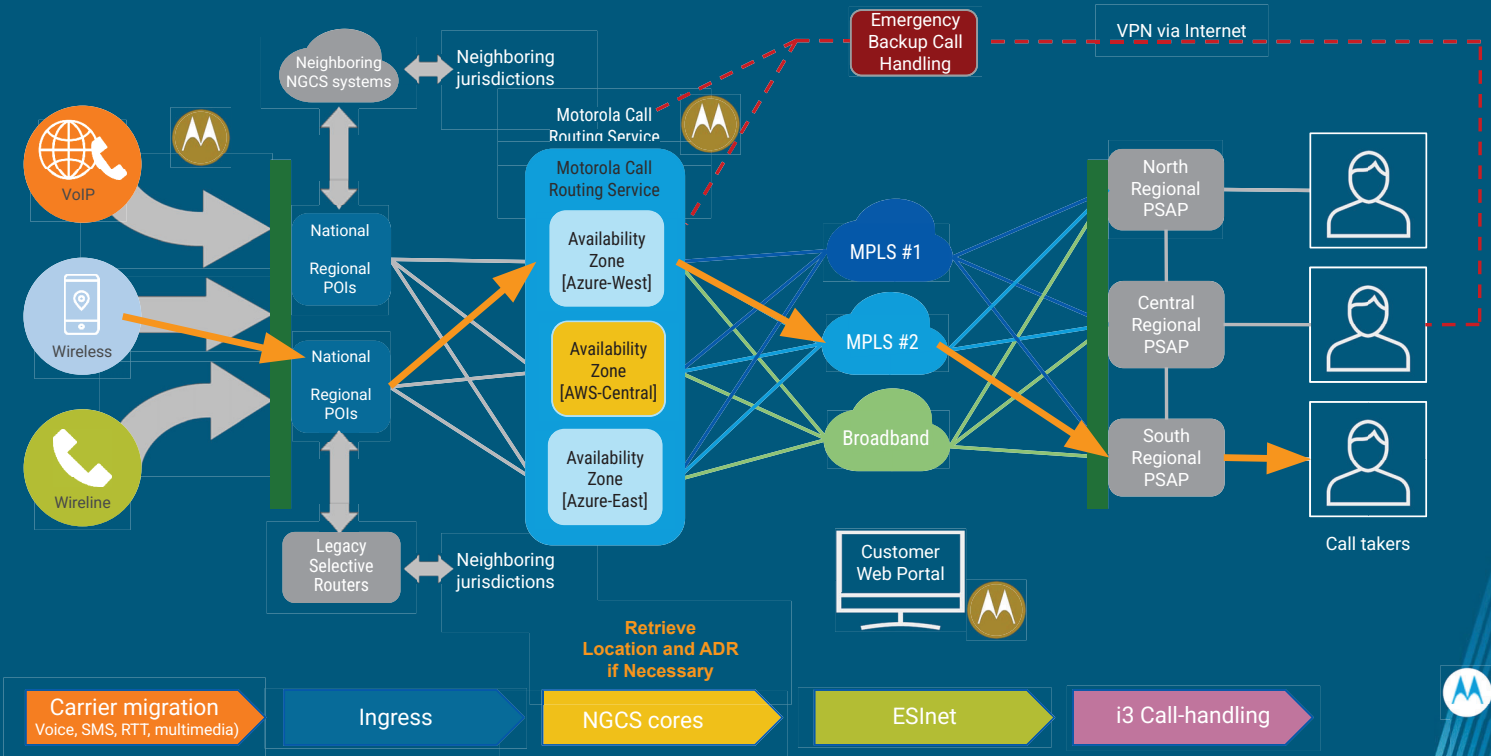 Emergency
Backup Call
Handling
VPN via Internet
Neighboring
NGCS systems
Neighboring
jurisdictions
Motorola Call
Routing Service
VoIP
Motorola Call
Routing Service
National
Regional
POIs
Availability
Zone
[Azure-West]
MPLS #1
North
Regional
PSAP
Wireless
National
Regional
POIs
Availability
Zone
[AWS-Central]
MPLS #2
Central
Regional
PSAP
Wireline
Availability
Zone
[Azure-East]
Broadband
South
Regional
PSAP
Call takers
Legacy
Selective
Routers
Neighboring
jurisdictions
Customer
Web Portal
Retrieve
Location and ADR
if Necessary
Carrier migration
Voice, SMS, RTT, multimedia)
Ingress
NGCS cores
ESInet
i3 Call-handling